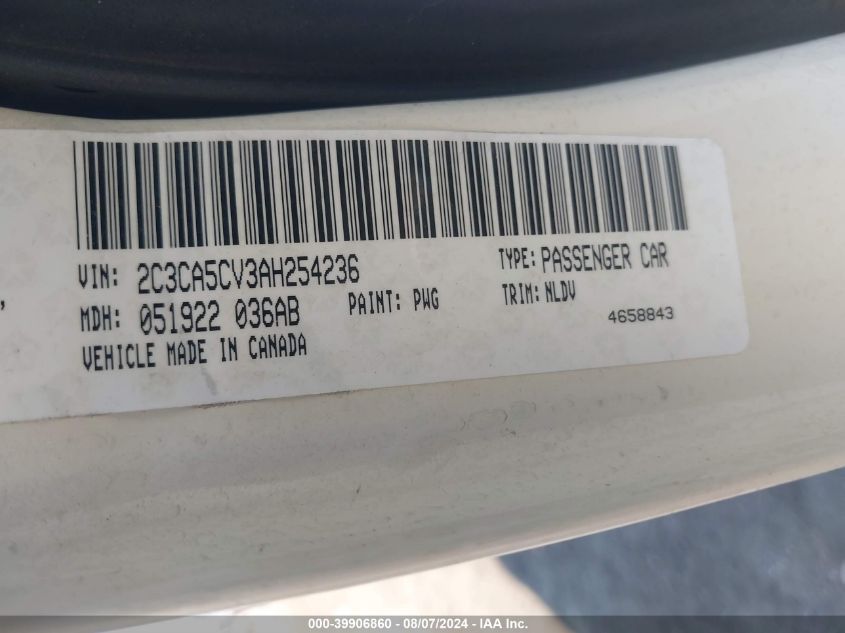 VIN: 2C3CA5CV3AH254236
TYPE: PASSENGER CAR
MDH: 051922 036AB
PAINT: PWG
TRIM: NLDV
4658843
VEHICLE MADE IN CANADA
000-39906860 - 08/07/2024 - IAA Inc.